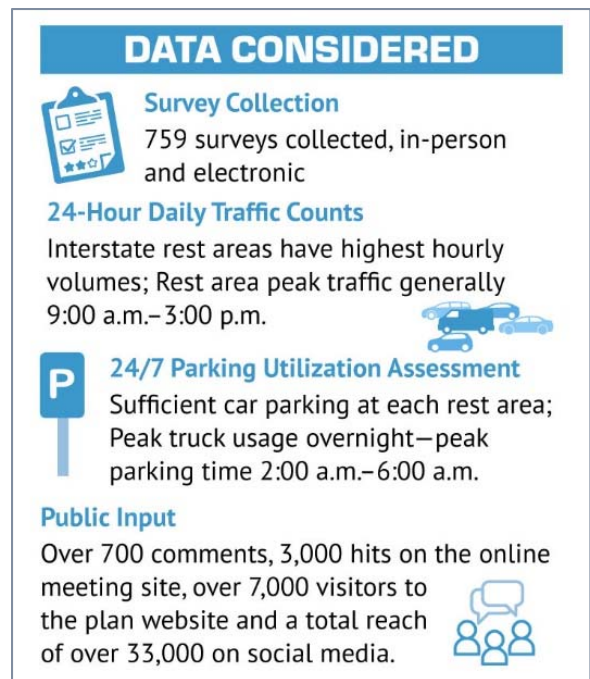 DATA CONSIDERED
Survey Collection
759 surveys collected, in-person
and electronic
24-Hour Daily Traffic Counts
Interstate rest areas have highest hourly
volumes; Rest area peak traffic generally
9:00 a.m.–3:00 p.m.
P
24/7 Parking Utilization Assessment
Sufficient car parking at each rest area;
Peak truck usage overnight—peak
parking time 2:00 a.m.–6:00 a.m.
Public Input
Over 700 comments, 3,000 hits on the online
meeting site, over 7,000 visitors to
the plan website and a total reach
of over 33,000 on social media.